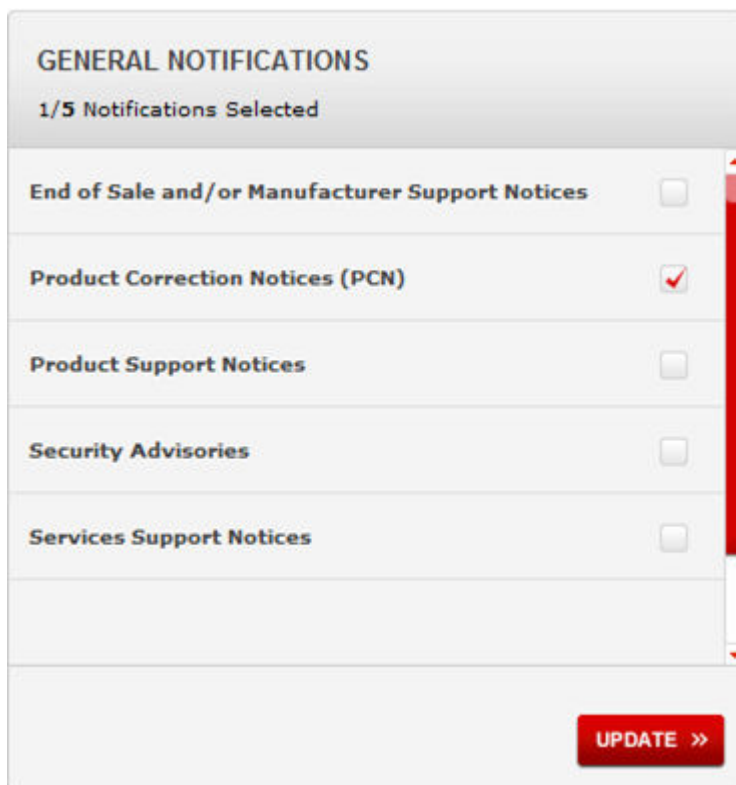 GENERAL NOTIFICATIONS
1/5 Notifications Selected
End of Sale and/or Manufacturer Support Notices
Product Correction Notices (PCN)
Product Support Notices
Security Advisories
Services Support Notices
UPDATE »